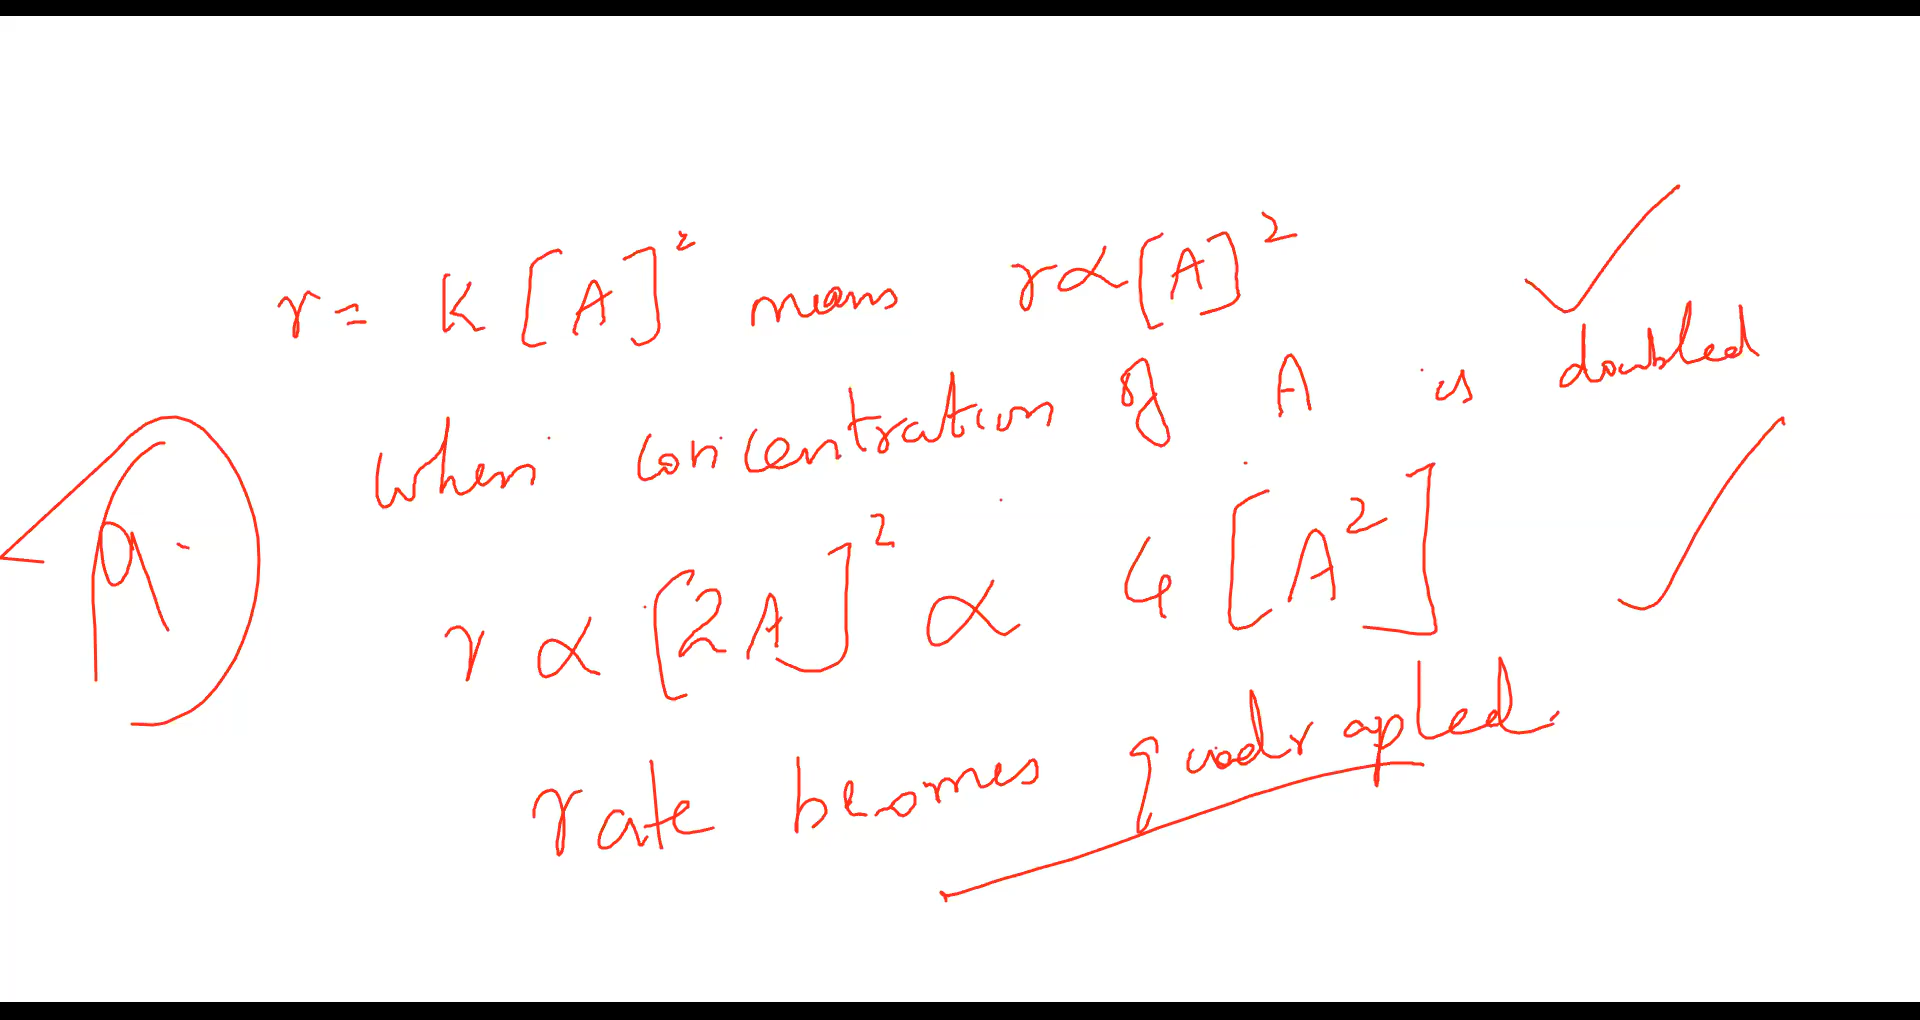 r = K [A]² means r ∝ [A]²
when concentration of A is doubled
r ∝ [2A]² ∝ 4 [A²]
rate becomes quadrapled.